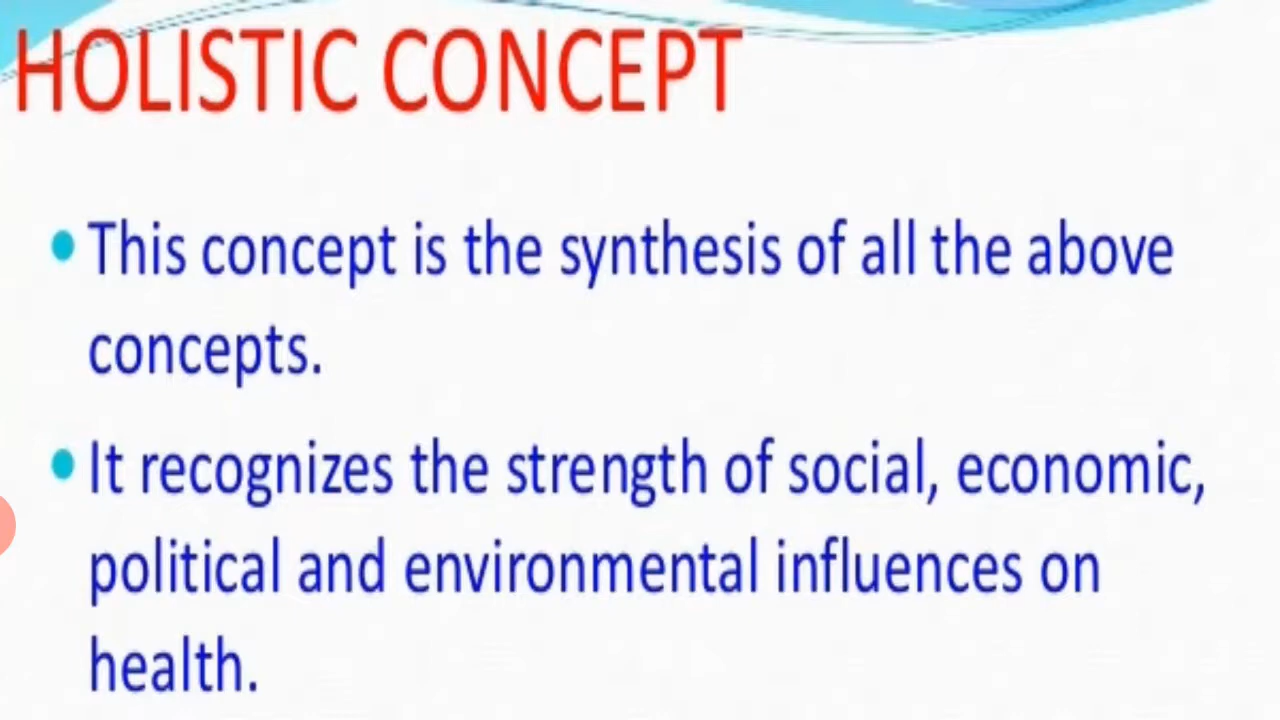 HOLISTIC CONCEPT
• This concept is the synthesis of all the above
concepts.
• It recognizes the strength of social, economic,
political and environmental influences on
health.